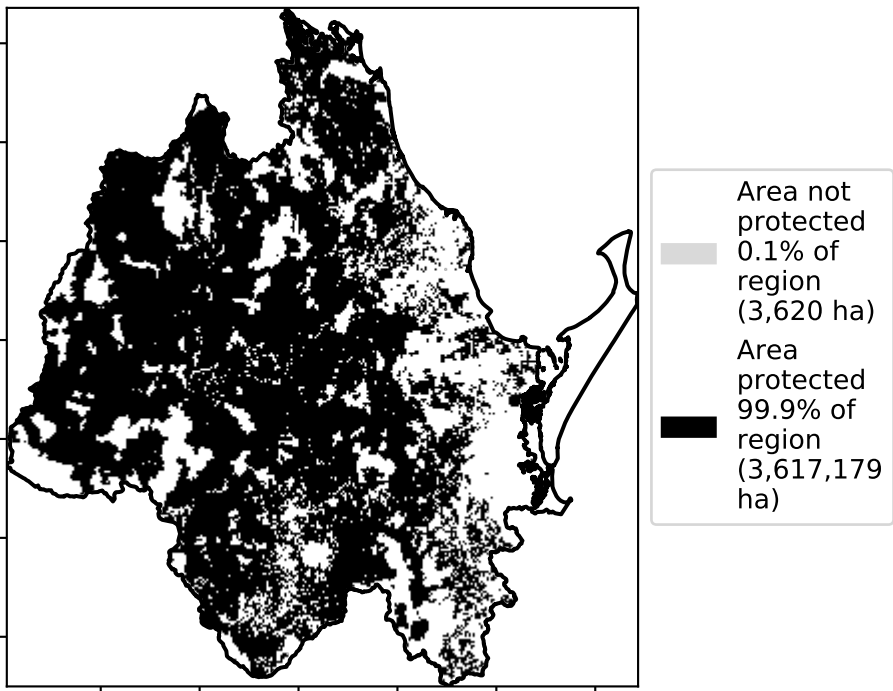 Area not
protected
0.1% of
region
(3,620 ha)
Area
protected
99.9% of
region
(3,617,179
ha)